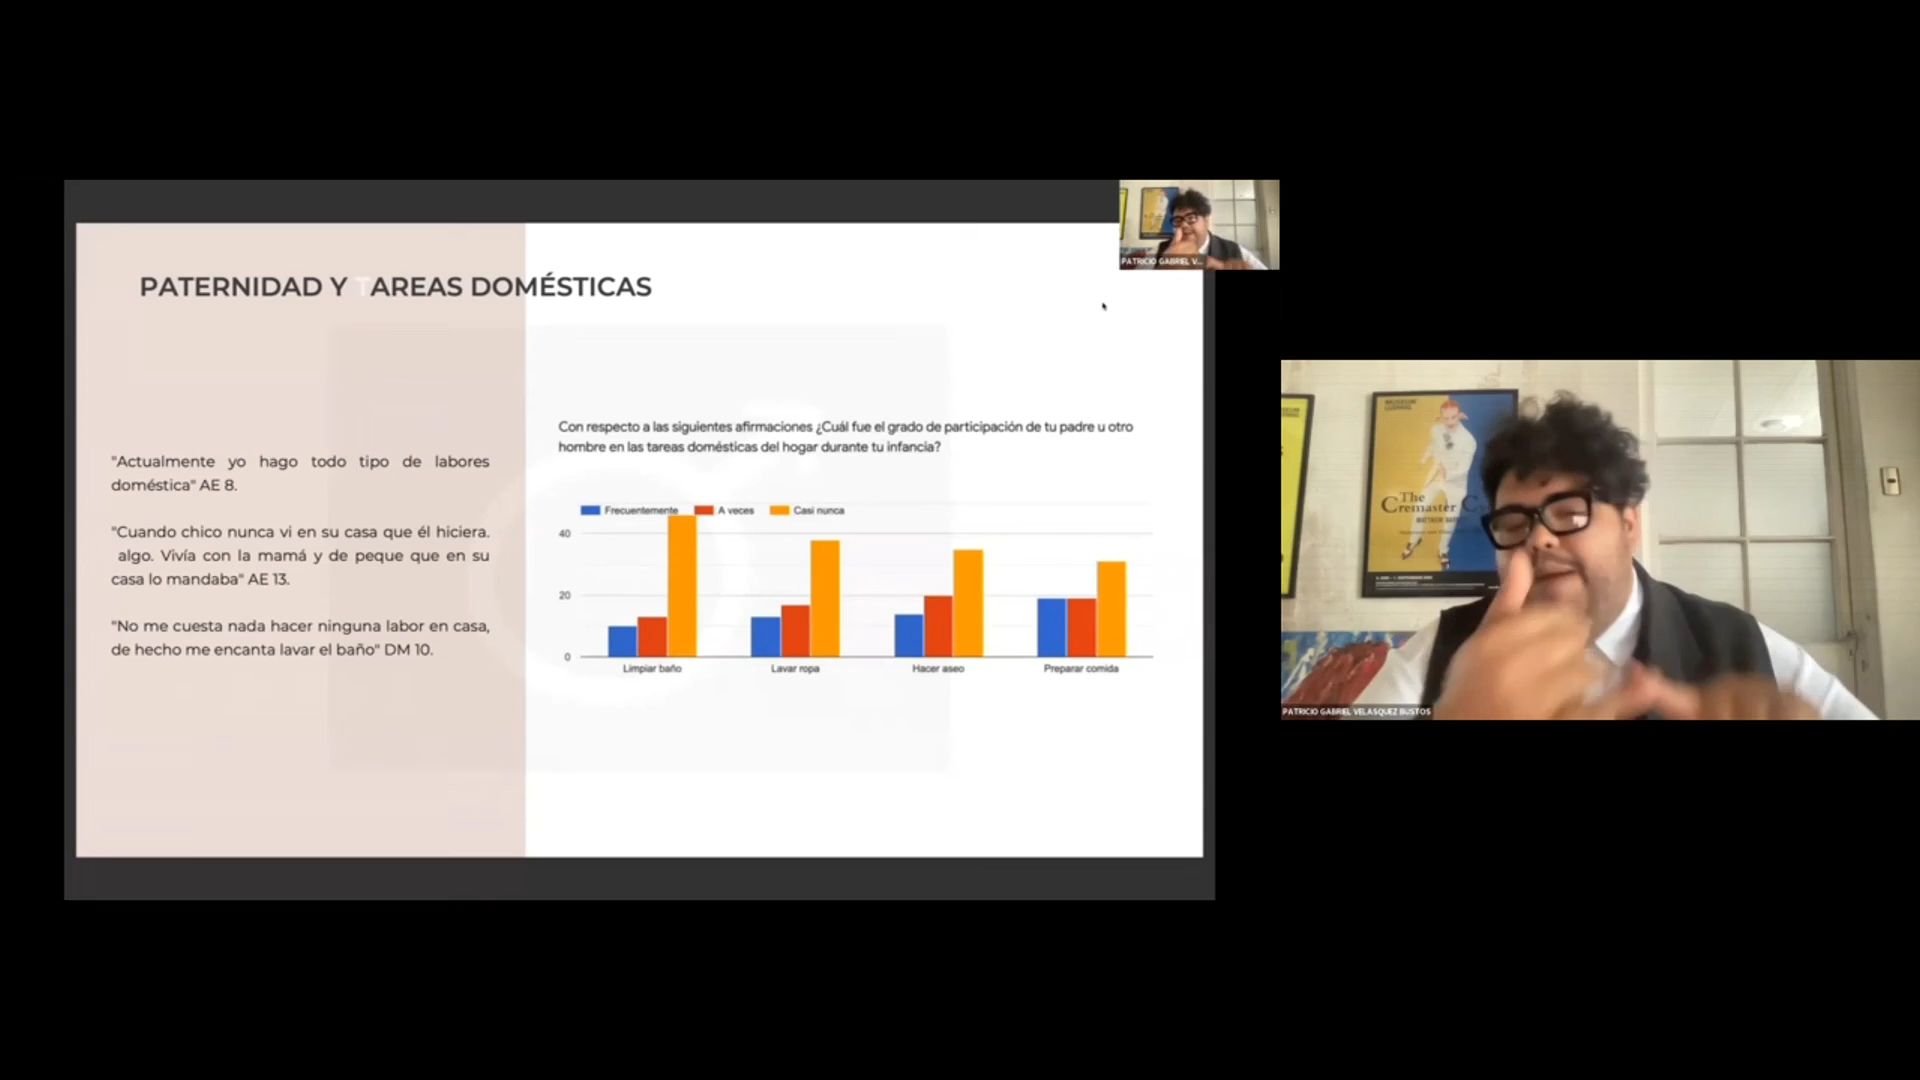 PATERNIDAD Y TAREAS DOMÉSTICAS
"Actualmente yo hago todo tipo de labores
doméstica" AE 8.
"Cuando chico nunca vi en su casa que él hiciera.
algo. Vivía con la mamá y de peque que en su
casa lo mandaba" AE 13.
"No me cuesta nada hacer ninguna labor en casa,
de hecho me encanta lavar el baño" DM 10.
Con respecto a las siguientes afirmaciones ¿Cuál fue el grado de participación de tu padre u otro
hombre en las tareas domésticas del hogar durante tu infancia?
Frecuentemente A veces Casi nunca
40
20
0
Limpiar baño Lavar ropa Hacer aseo Preparar comida
PATRICIO GABRIEL V...
The
Cremaster C
PATRICIO GABRIEL VELASQUEZ BUSTOS